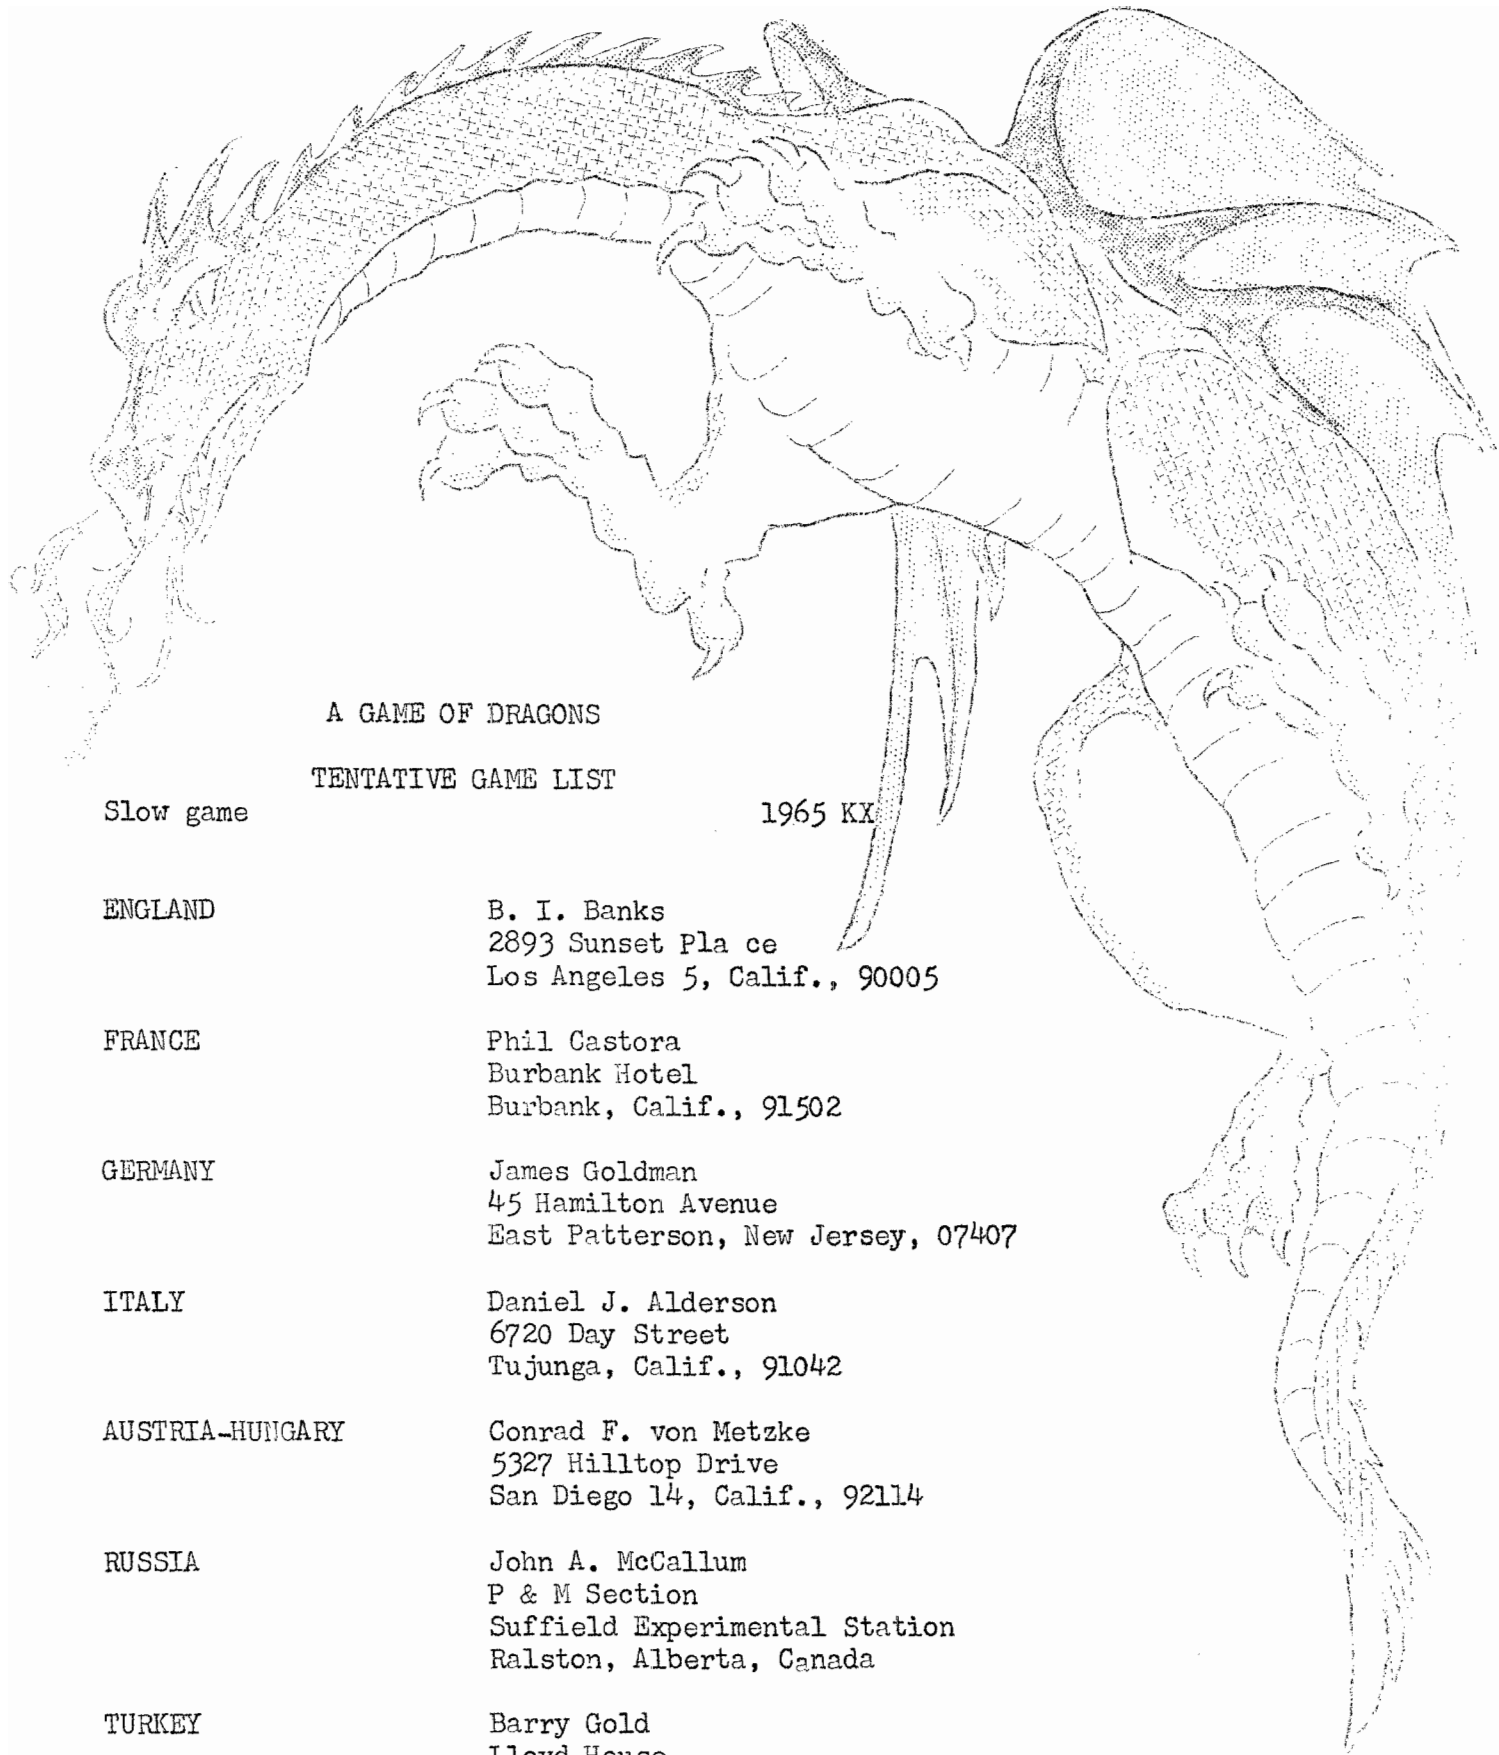 A GAME OF DRAGONS
TENTATIVE GAME LIST
Slow game 1965 KX
ENGLAND B. I. Banks
2893 Sunset Pla ce
Los Angeles 5, Calif., 90005
FRANCE Phil Castora
Burbank Hotel
Burbank, Calif., 91502
GERMANY James Goldman
45 Hamilton Avenue
East Patterson, New Jersey, 07407
ITALY Daniel J. Alderson
6720 Day Street
Tujunga, Calif., 91042
AUSTRIA-HUNGARY Conrad F. von Metzke
5327 Hilltop Drive
San Diego 14, Calif., 92114
RUSSIA John A. McCallum
P & M Section
Suffield Experimental Station
Ralston, Alberta, Canada
TURKEY Barry Gold
Lloyd House